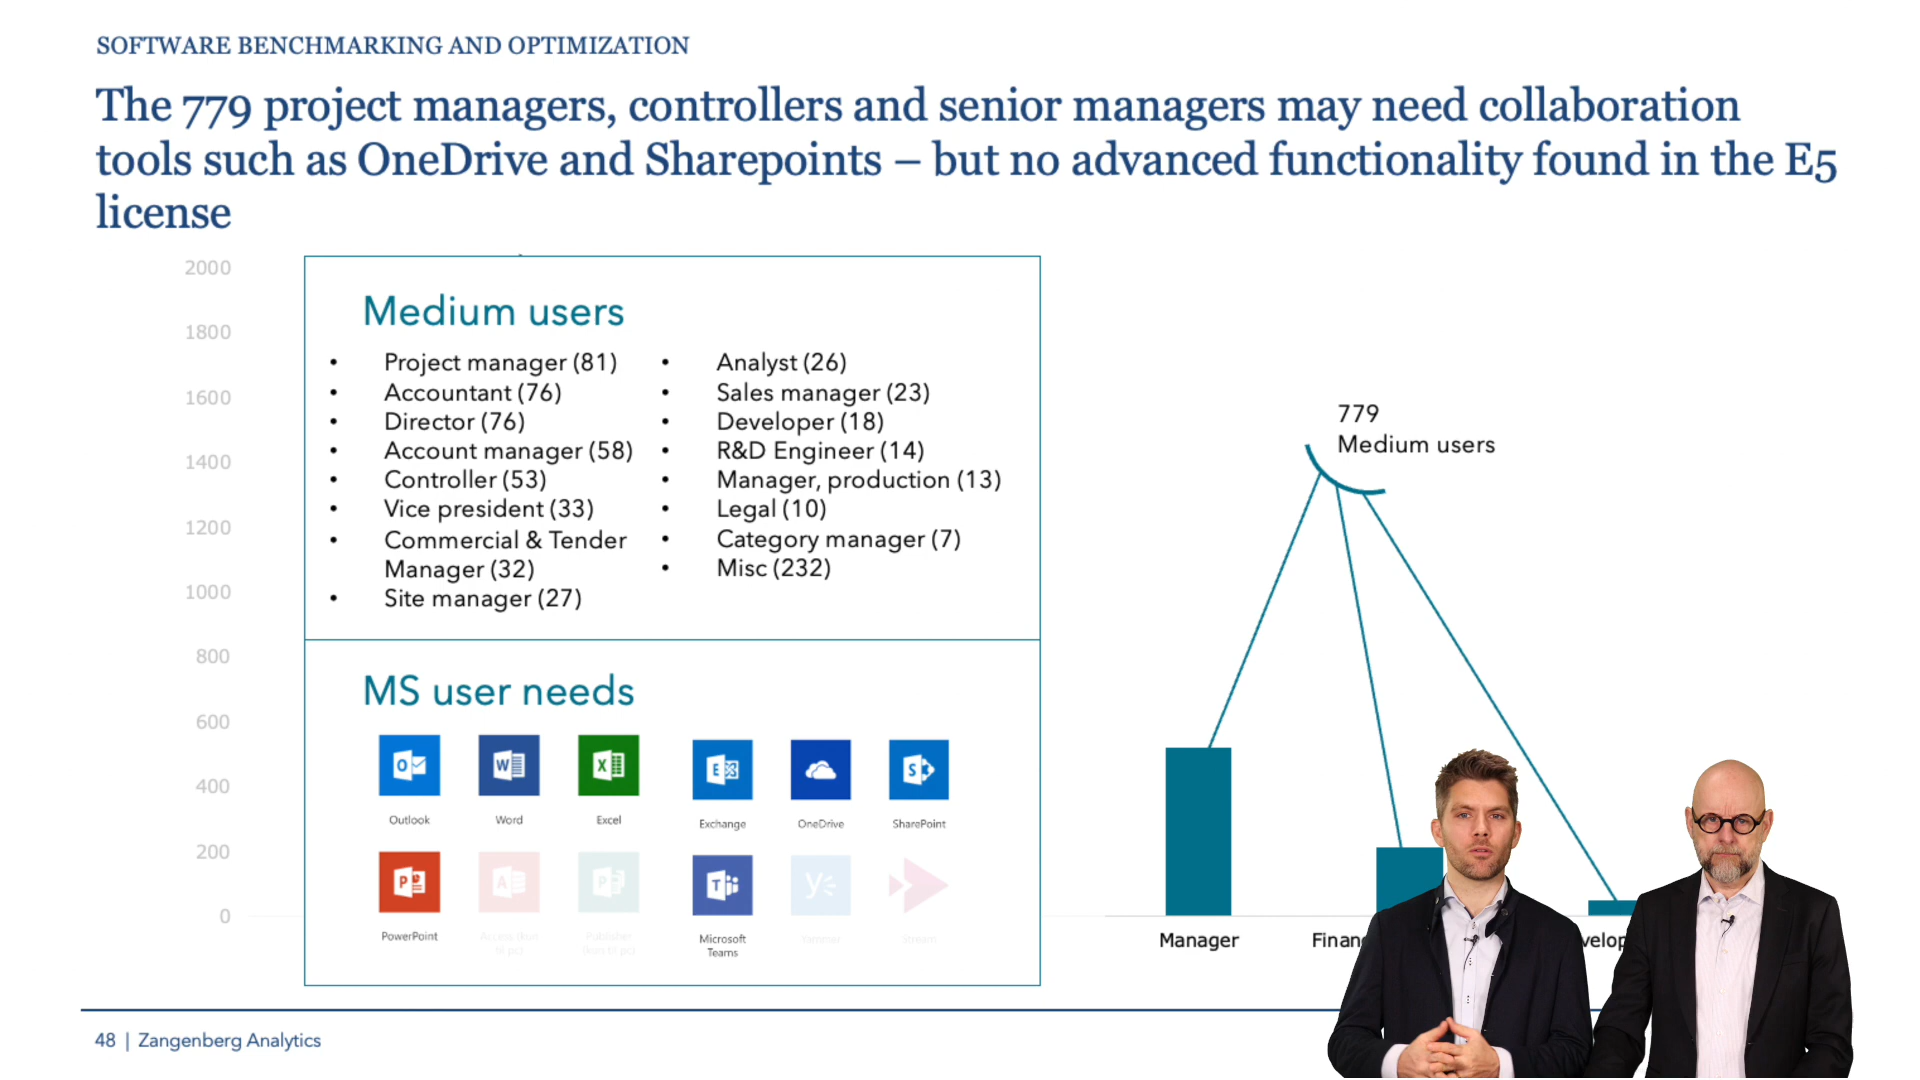 SOFTWARE BENCHMARKING AND OPTIMIZATION
The 779 project managers, controllers and senior managers may need collaboration
tools such as OneDrive and Sharepoints – but no advanced functionality found in the E5
license
2000
1800
1600
1400
1200
1000
800
600
400
200
0
Medium users
• Project manager (81)
• Accountant (76)
• Director (76)
• Account manager (58)
• Controller (53)
• Vice president (33)
• Commercial & Tender
Manager (32)
• Site manager (27)
• Analyst (26)
• Sales manager (23)
• Developer (18)
• R&D Engineer (14)
• Manager, production (13)
• Legal (10)
• Category manager (7)
• Misc (232)
MS user needs
Outlook
Word
Excel
Exchange
OneDrive
SharePoint
PowerPoint
Microsoft
Teams
Yammer
Stream
779
Medium users
Manager
Finan
velop
48 | Zangenberg Analytics